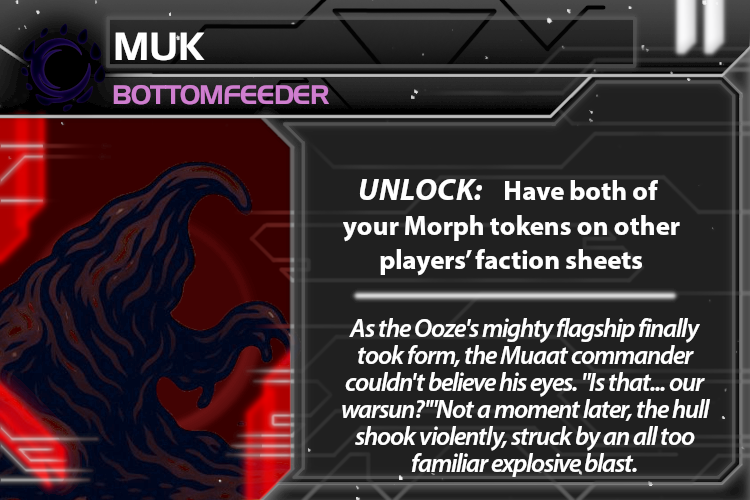 MUK
BOTTOMFEEDER
UNLOCK: Have both of
your Morph tokens on other
players’ faction sheets
As the Ooze's mighty flagship finally
took form, the Muaat commander
couldn't believe his eyes. "Is that... our
warsun?'"Not a moment later, the hull
shook violently, struck by an all too
familiar explosive blast.